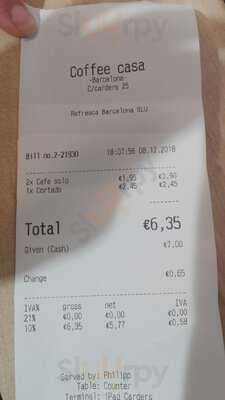 Coffee casa
-Barcelona-
C/carders 25
Refresca Barcelona SLU
Bill no.2-21930 18:07:56 08.12.2018
2x Cafe solo €1,95 €3,90
1x Cortado €2,45 €2,45
Total €6,35
Given (Cash) €7,00
Change €0,65
IVA% gross net IVA
21% €0,00 €0,00 €0,00
10% €6,35 €5,77 €0,58
Served by: Philipp
Table: Counter
Terminal: iPad Carders